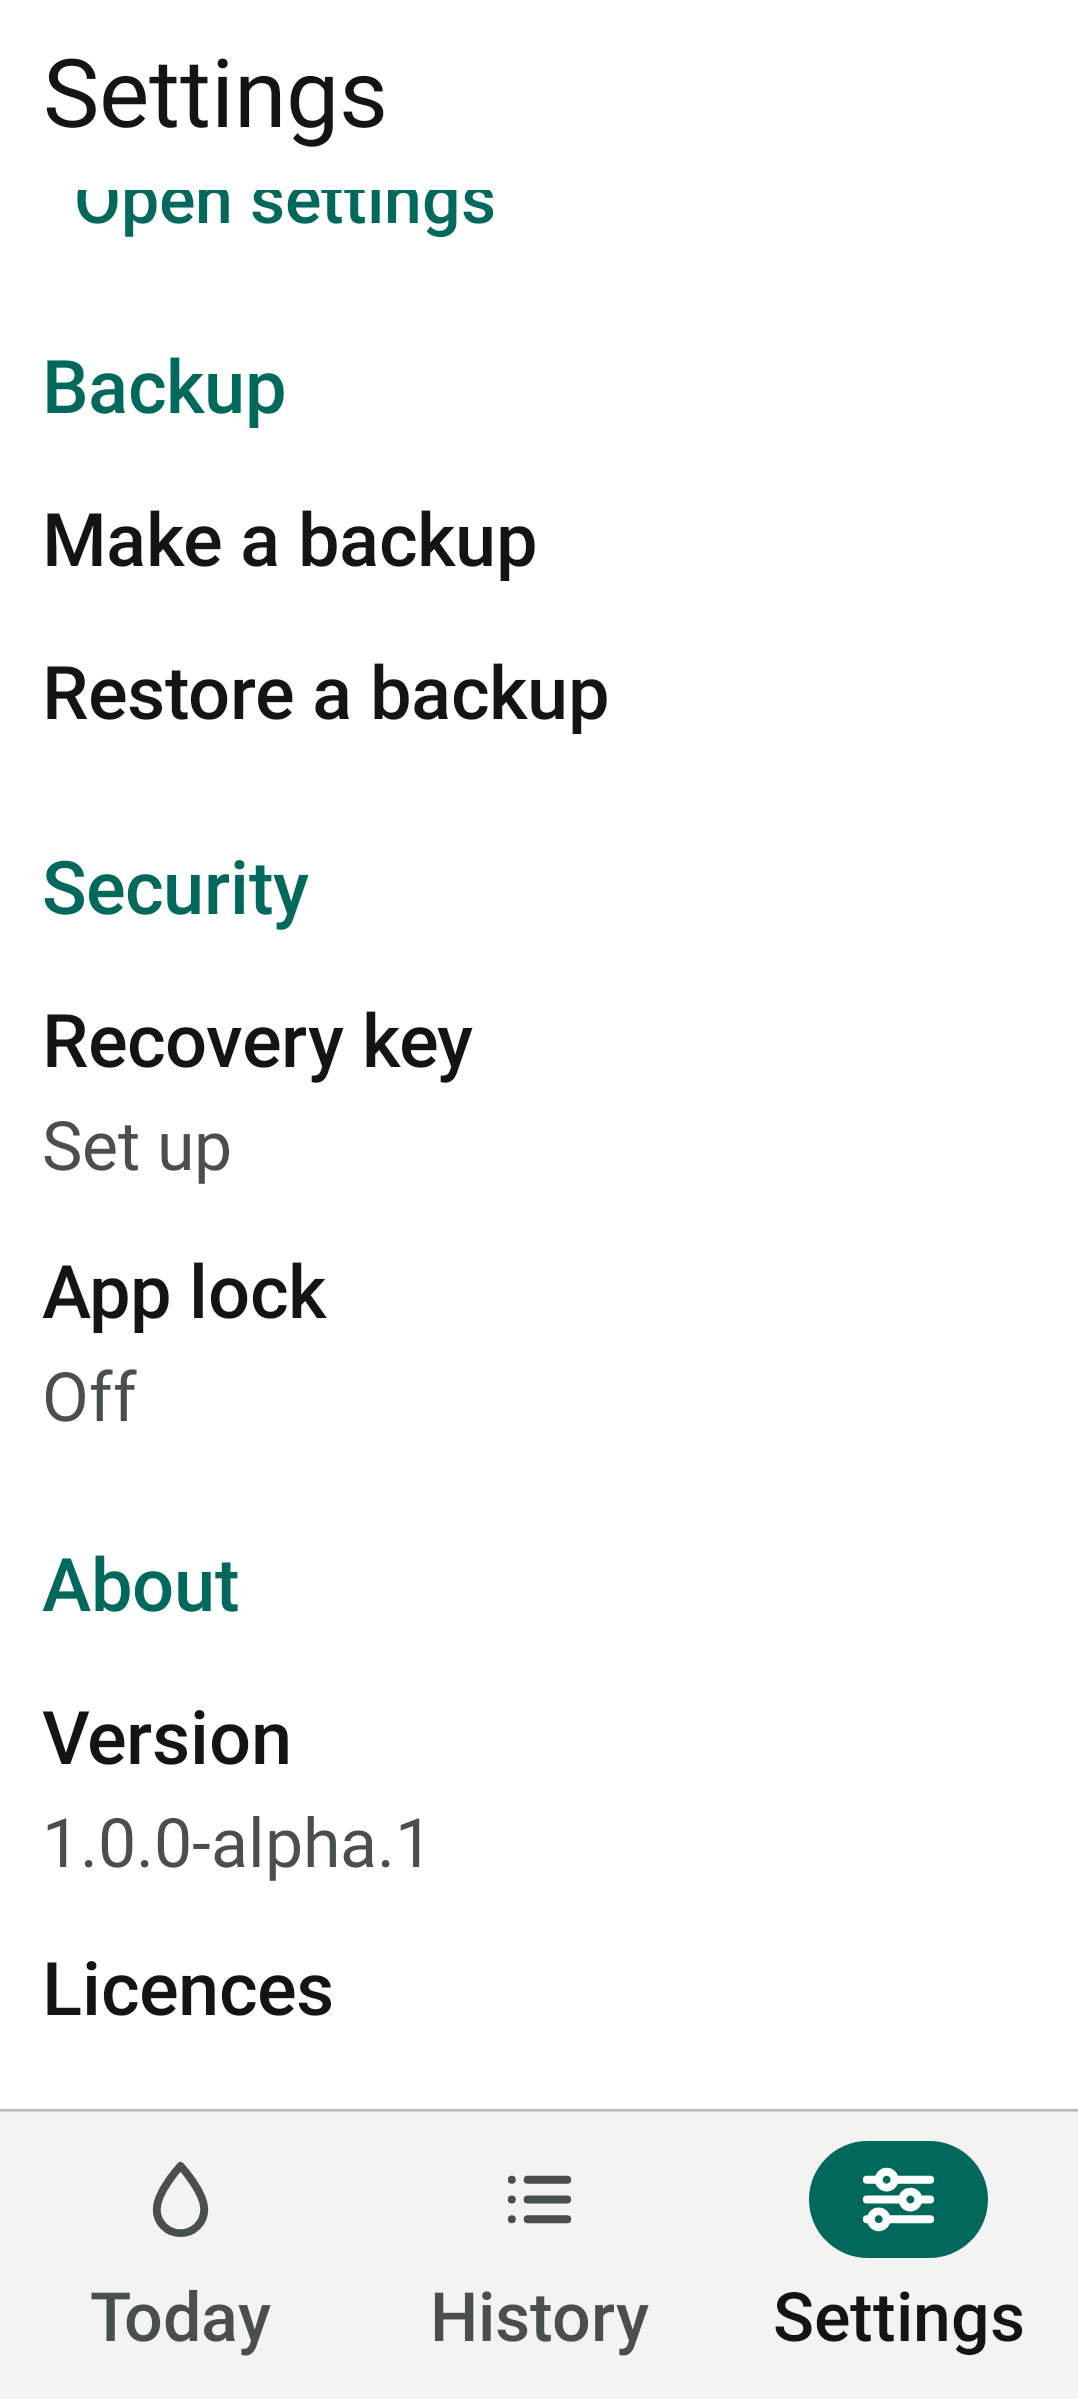 Settings
Open settings
Backup
Make a backup
Restore a backup
Security
Recovery key
Set up
App lock
Off
About
Version
1.0.0-alpha.1
Licences
Today
History
Settings